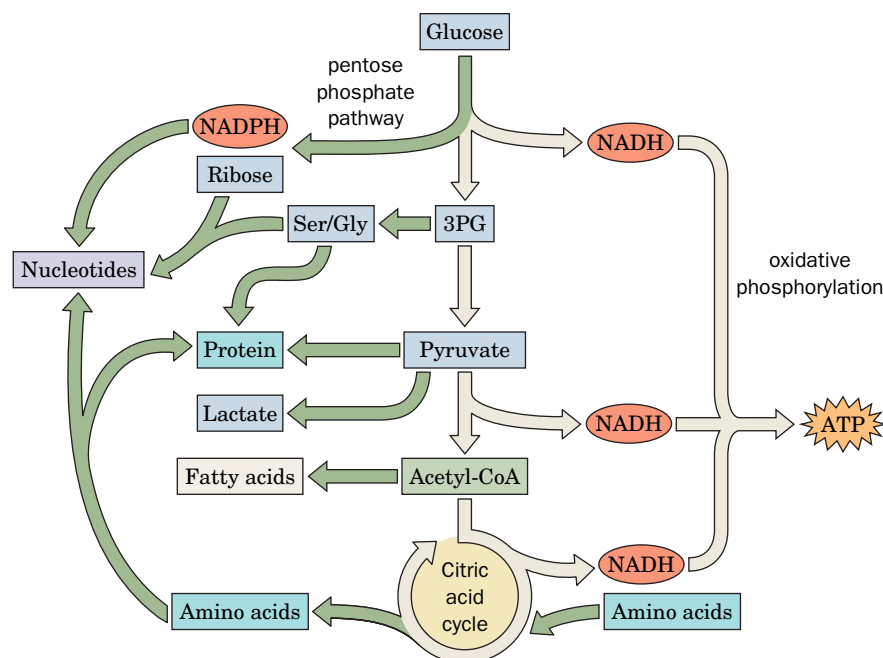 Glucose
pentose
phosphate
pathway
NADPH
NADH
Ribose
Ser/Gly
3PG
Nucleotides
oxidative
phosphorylation
Protein
Pyruvate
Lactate
NADH
ATP
Fatty acids
Acetyl-CoA
NADH
Citric
acid
cycle
Amino acids
Amino acids